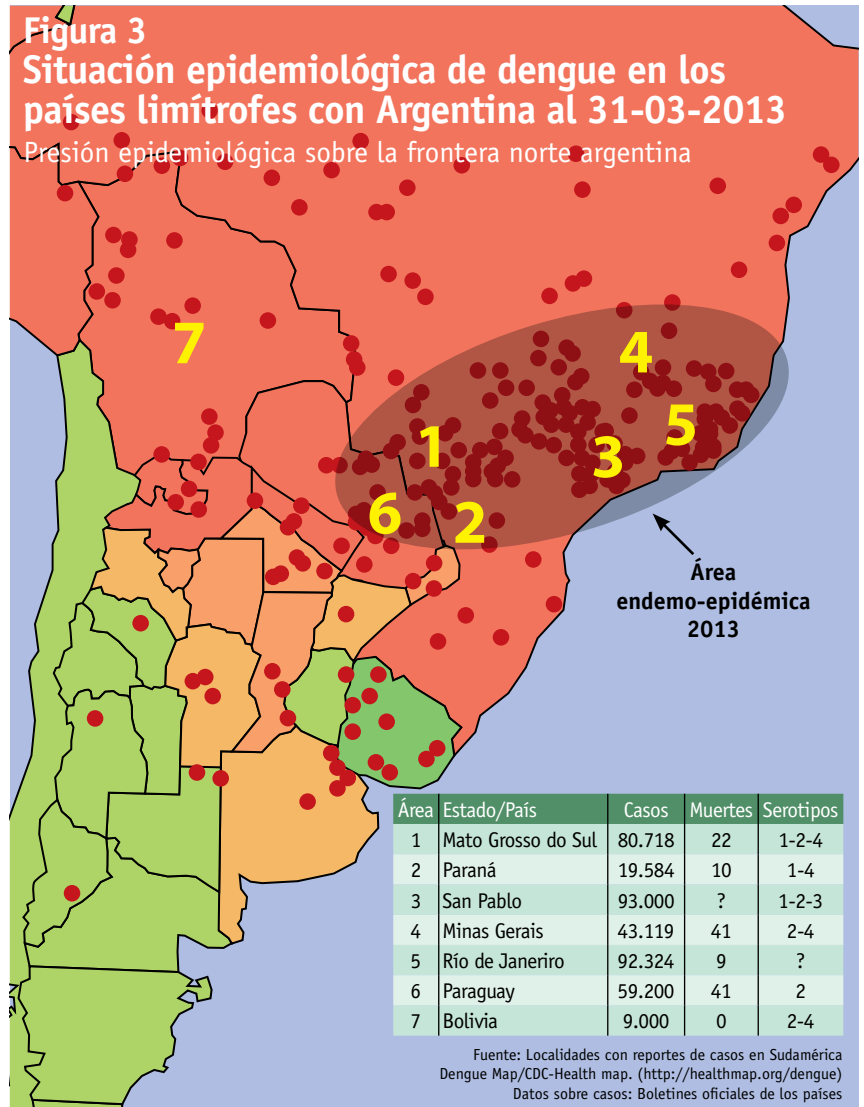 Figura 3
Situación epidemiológica de dengue en los
países limítrofes con Argentina al 31-03-2013
Presión epidemiológica sobre la frontera norte argentina
7
4
1
3
5
6
2
Área
endemo-epidémica
2013
Área Estado/País Casos Muertes Serotipos
1 Mato Grosso do Sul 80.718 22 1-2-4
2 Paraná 19.584 10 1-4
3 San Pablo 93.000 ? 1-2-3
4 Minas Gerais 43.119 41 2-4
5 Río de Janeriro 92.324 9 ?
6 Paraguay 59.200 41 2
7 Bolivia 9.000 0 2-4
Fuente: Localidades con reportes de casos en Sudamérica
Dengue Map/CDC-Health map. (http://healthmap.org/dengue)
Datos sobre casos: Boletines oficiales de los países